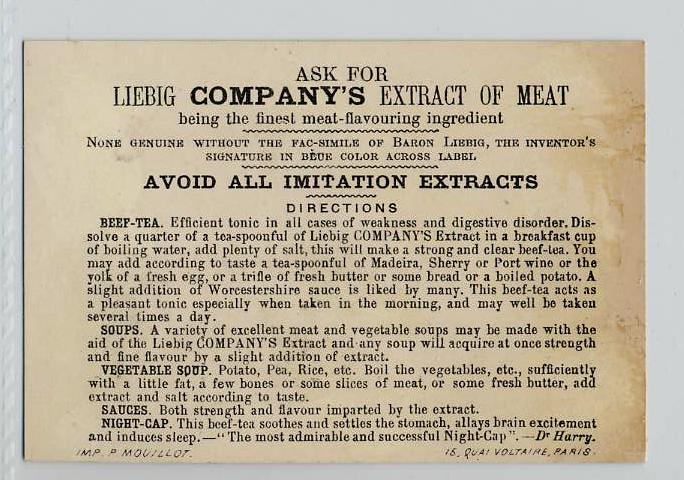 ASK FOR
LIEBIG COMPANY'S EXTRACT OF MEAT
being the finest meat-flavouring ingredient
NONE GENUINE WITHOUT THE FAC-SIMILE OF BARON LIEBIG, THE INVENTOR'S
SIGNATURE IN BEUE COLOR ACROSS LABEL
AVOID ALL IMITATION EXTRACTS
DIRECTIONS
BEEF-TEA. Efficient tonic in all cases of weakness and digestive disorder. Dis-
solve a quarter of a tea-spoonful of Liebig COMPANY'S Extract in a breakfast cup
of boiling water, add plenty of salt, this will make a strong and clear beef-tea. You
may add according to taste a tea-spoonful of Madeira, Sherry or Port wine or the
yolk of a fresh egg, or a trifle of fresh butter or some bread or a boiled potato. A
slight addition of Worcestershire sauce is liked by many. This beef-tea acts as
a pleasant tonic especially when taken in the morning, and may well be taken
several times a day.
SOUPS. A variety of excellent meat and vegetable soups may be made with the
aid of the Liebig COMPANY'S Extract and any soup will acquire at once strength
and fine flavour by a slight addition of extract.
VEGETABLE SOUP. Potato, Pea, Rice, etc. Boil the vegetables, etc., sufficiently
with a little fat, a few bones or some slices of meat, or some fresh butter, add
extract and salt according to taste.
SAUCES. Both strength and flavour imparted by the extract.
NIGHT-CAP. This beef-tea soothes and settles the stomach, allays brain excitement
and induces sleep.—"The most admirable and successful Night-Cap".—Dr Harry.
IMP. P MOUILLOT. 15, QUAI VOLTAIRE, PARIS.